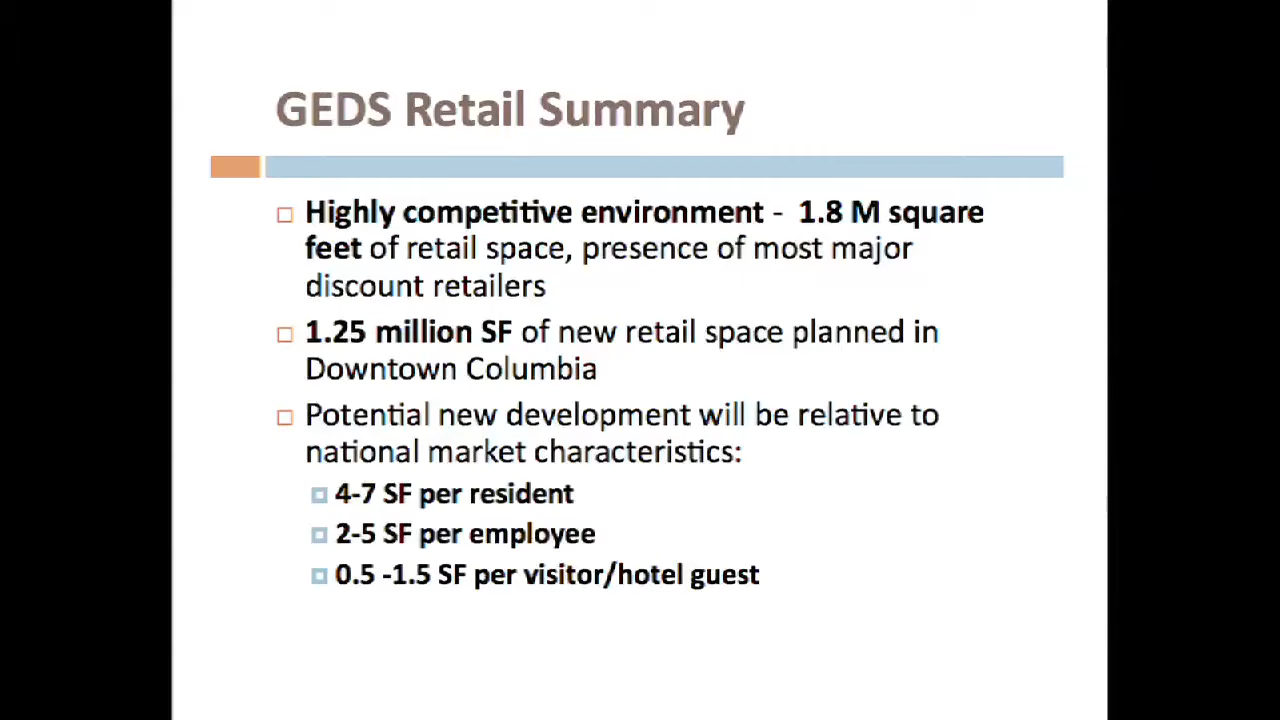 GEDS Retail Summary
Highly competitive environment - 1.8 M square
feet of retail space, presence of most major
discount retailers
1.25 million SF of new retail space planned in
Downtown Columbia
Potential new development will be relative to
national market characteristics:
4-7 SF per resident
2-5 SF per employee
0.5 -1.5 SF per visitor/hotel guest